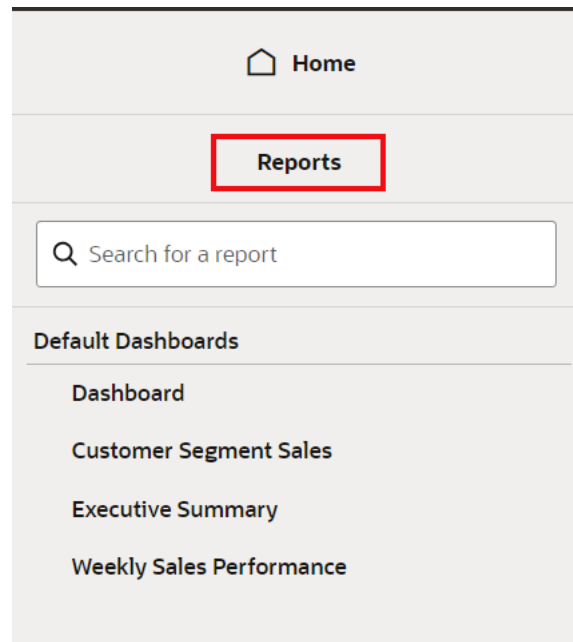 Home
Reports
Search for a report
Default Dashboards
Dashboard
Customer Segment Sales
Executive Summary
Weekly Sales Performance